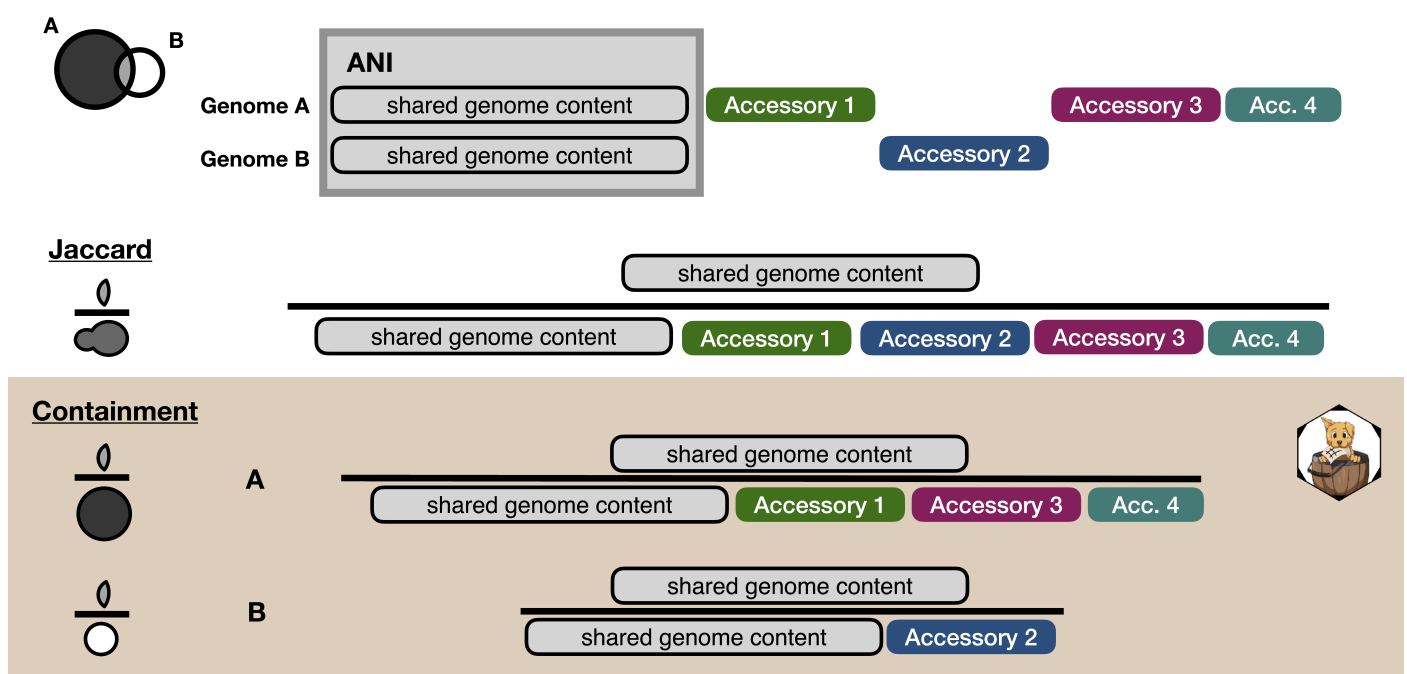 A
B
ANI
Genome A shared genome content Accessory 1 Accessory 3 Acc. 4
Genome B shared genome content Accessory 2
Jaccard
shared genome content
shared genome content Accessory 1 Accessory 2 Accessory 3 Acc. 4
Containment
A
shared genome content
shared genome content Accessory 1 Accessory 3 Acc. 4
B
shared genome content
shared genome content Accessory 2